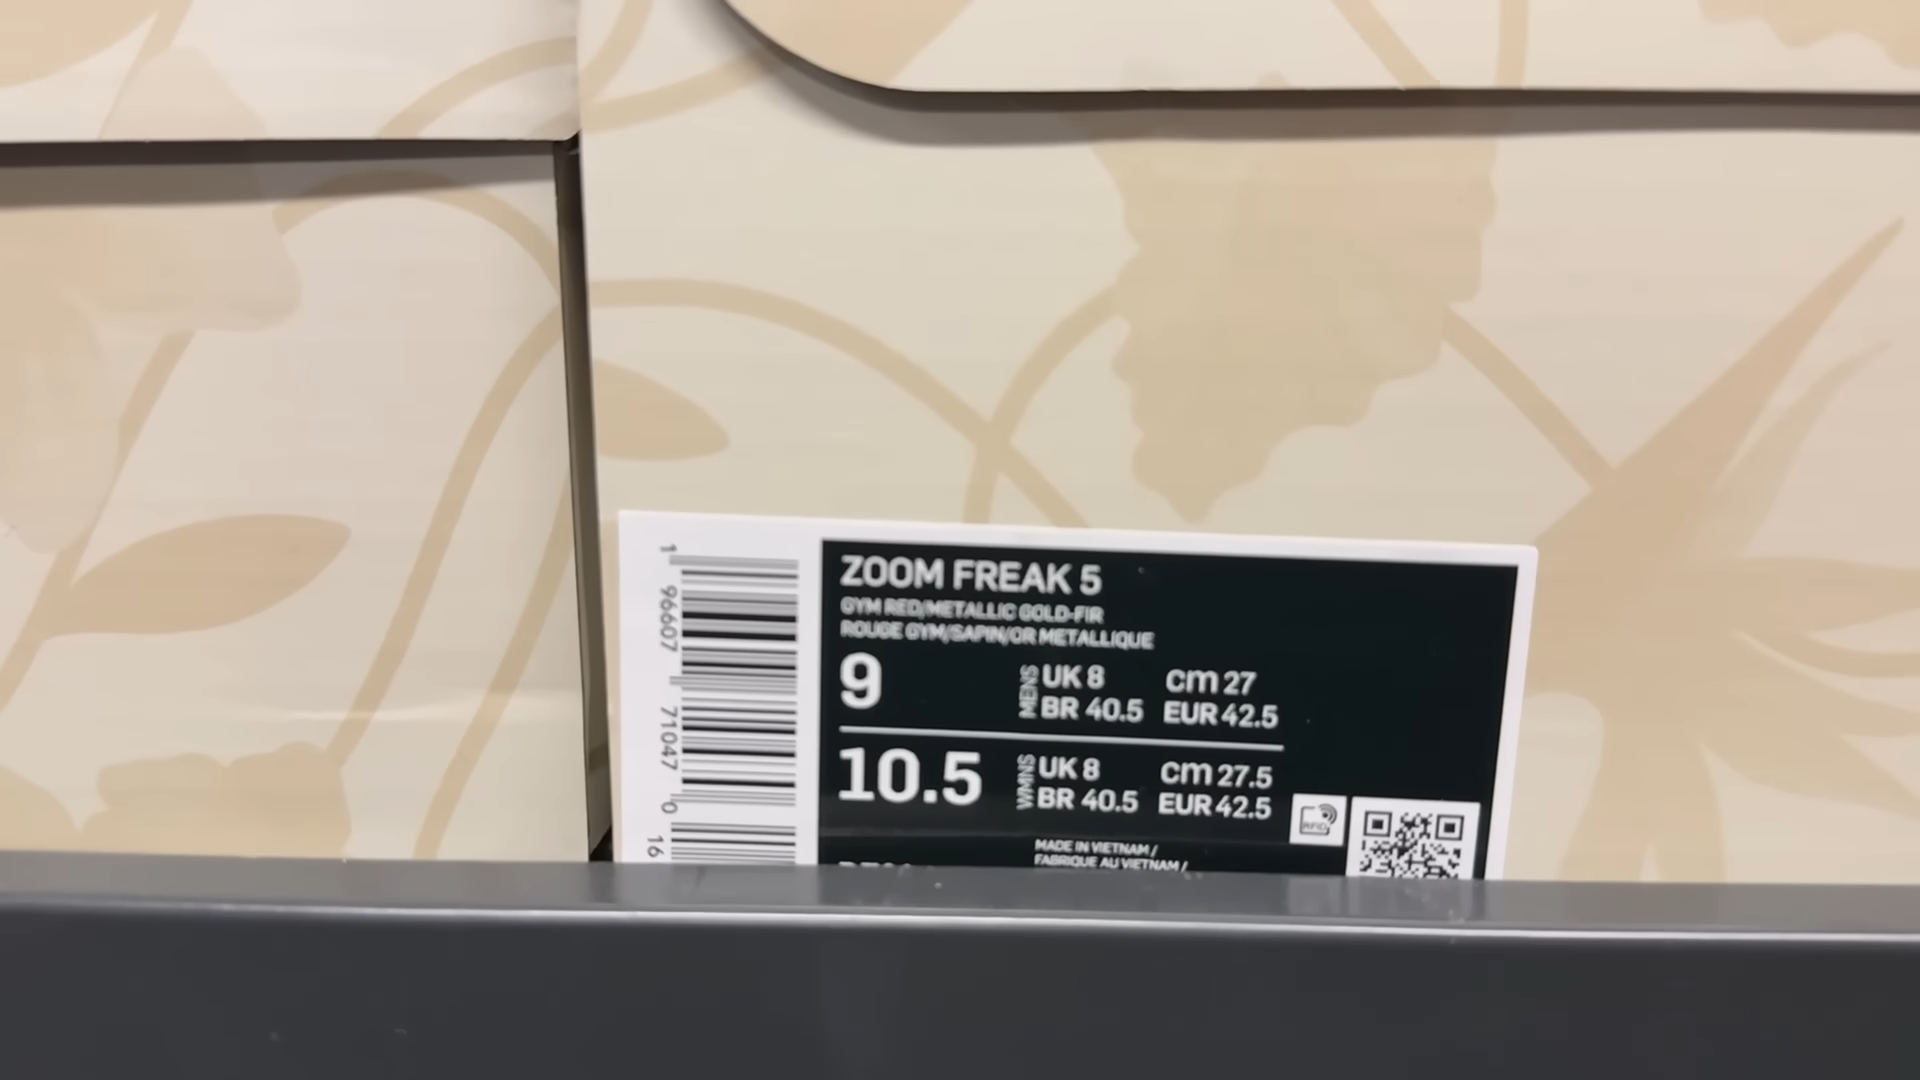 ZOOM FREAK 5
GYM RED/METALLIC GOLD-FIR
ROUGE GYM/SAPIN/OR METALLIQUE
9 MENS UK 8 cm 27
BR 40.5 EUR 42.5
10.5 WMNS UK 8 cm 27.5
BR 40.5 EUR 42.5
RFID
MADE IN VIETNAM /
FABRIQUE AU VIETNAM /
1 96607 71047 0 16